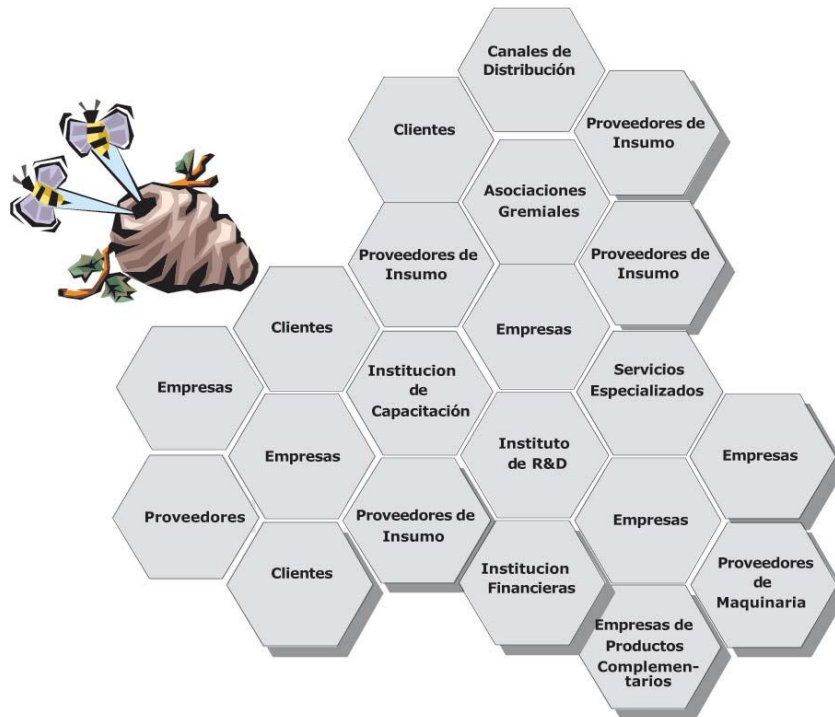 Canales de
Distribución
Clientes
Proveedores de
Insumo
Asociaciones
Gremiales
Proveedores de
Insumo
Proveedores de
Insumo
Clientes
Empresas
Empresas
Institucion
de
Capacitación
Servicios
Especializados
Empresas
Instituto
de R&D
Empresas
Proveedores
Proveedores de
Insumo
Empresas
Clientes
Institucion
Financieras
Proveedores
de
Maquinaria
Empresas de
Productos
Complemen-
tarios